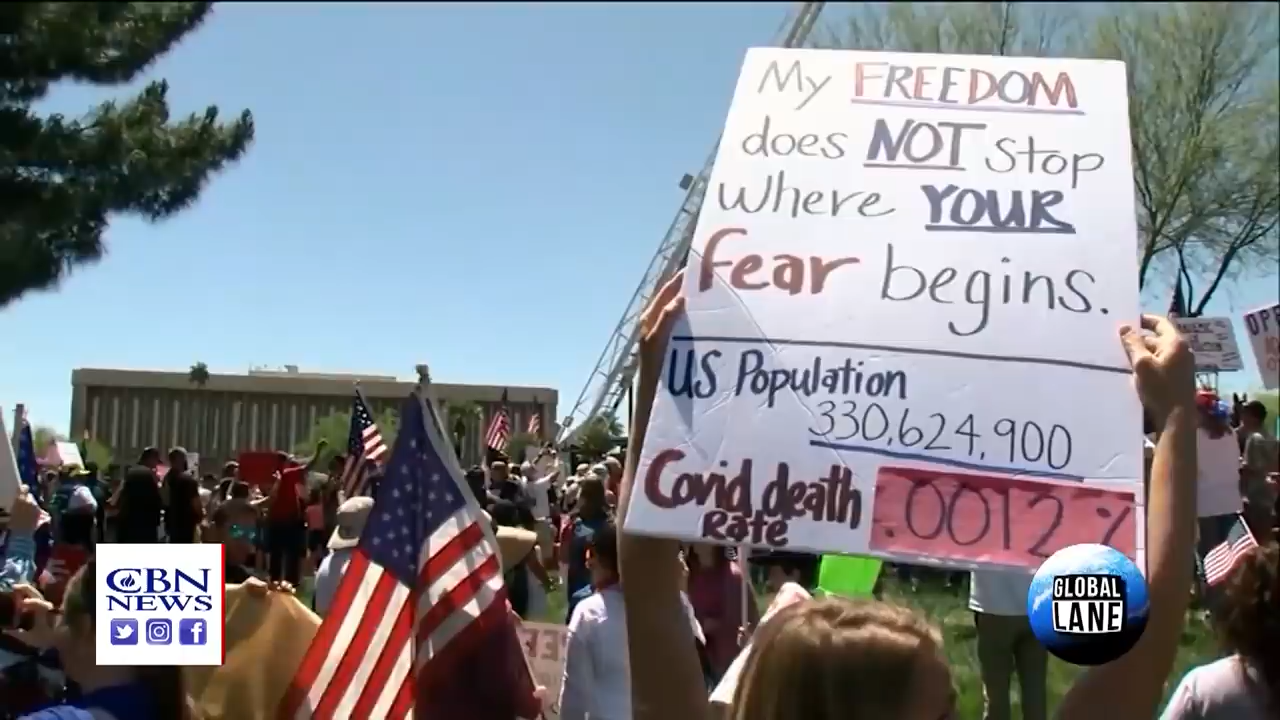 My FREEDOM
does NOT stop
where YOUR
fear begins.
US Population
330,624,900
Covid death
Rate
.0012%
CBN
NEWS
GLOBAL
LANE